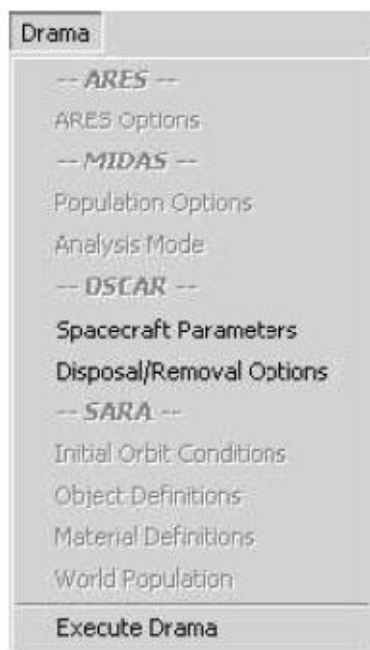 Drama
-- ARES --
ARES Options
-- MIDAS --
Population Options
Analysis Mode
-- OSCAR --
Spacecraft Parameters
Disposal/Removal Options
-- SARA --
Initial Orbit Conditions
Object Definitions
Material Definitions
World Population
Execute Drama